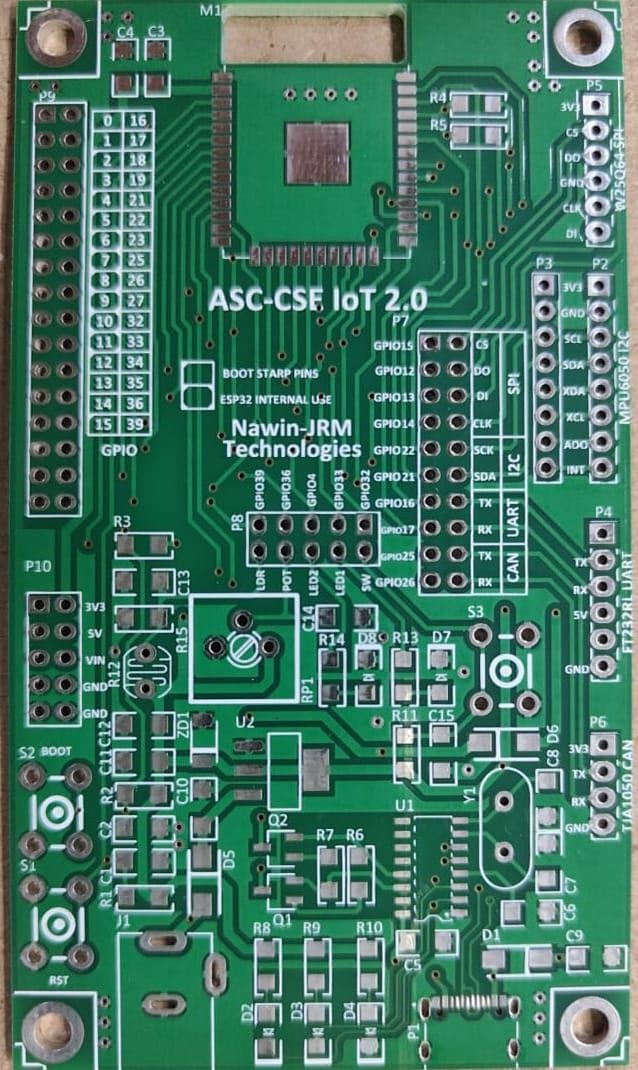 M1
C4 C3
P9
0 16
1 17
2 18
3 19
4 21
5 22
6 23
7 25
8 26
9 27
10 32
11 33
12 34
13 35
14 36
15 39
GPIO
R4
R5
P5
3V3
CS
DO
GND
CLK
DI
W25Q64-SPI
ASC-CSE IoT 2.0
BOOT STARP PINS
ESP32 INTERNAL USE
Nawin-JRM
Technologies
P3 P2
3V3
GND
SCL
SDA
XDA
XCL
ADO
INT
MPU6050 I2C
P7
GPIO15 CS
GPIO12 DO
GPIO13 DI
GPIO14 CLK
SPI
GPIO22 SCK
GPIO21 SDA
I2C
GPIO16 TX
GPIO17 RX
UART
GPIO25 TX
GPIO26 RX
CAN
GPIO39 GPIO36 GPIO4 GPIO33 GPIO32
P8
LDR POT LED2 LED1 SW
P4
TX
RX
5V
GND
FT232RL UART
R3
C13
R15
P10
3V3
5V
VIN
GND
GND
R12
C14
RP1
R14 D8 R13 D7
S3
ZD1
U2
R11 C15
D6
C8
P6
3V3
TX
RX
GND
TJA1050 CAN
C12
C11
R2
C10
C2
C1
R1
S2 BOOT
S1
RST
J1
D5
Q2
Q1
R7 R6
U1
Y1
C7
C6
R8 R9 R10
D2 D3 D4
C5
P1
D1
C9